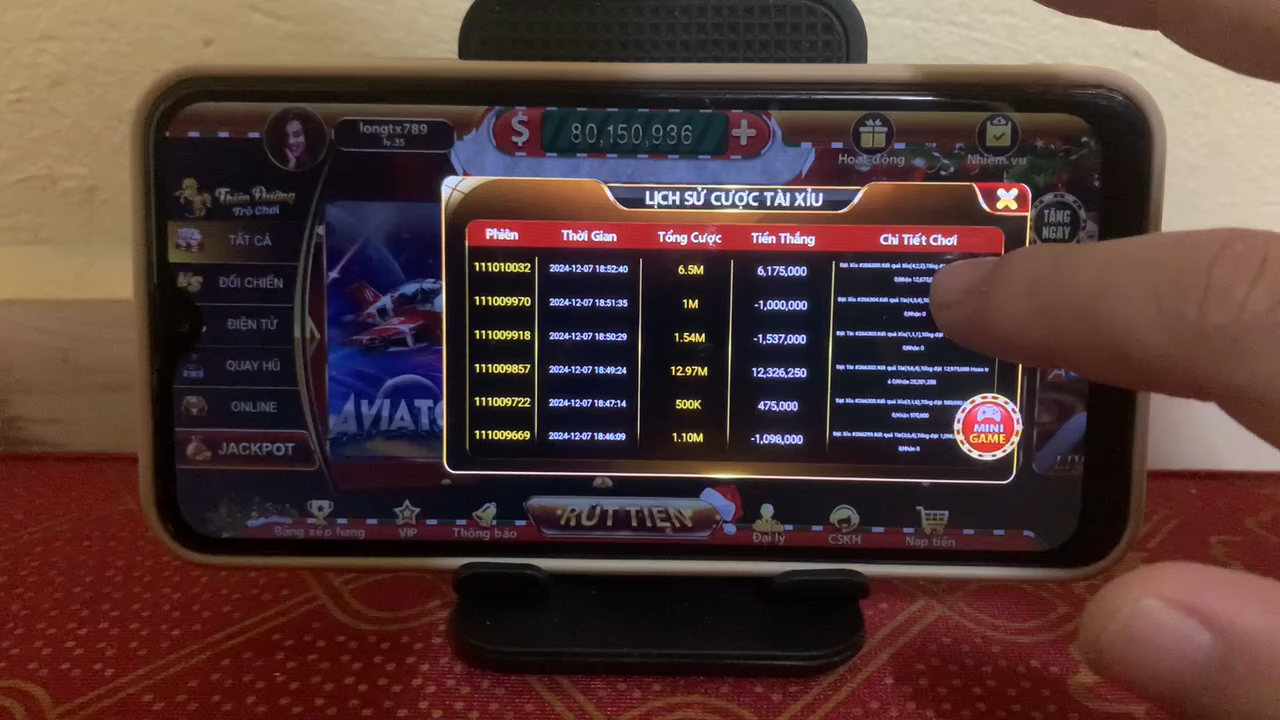 longtx789
lv.35
$ 80,150,936 +
Hoạt động
Nhiệm vụ
Thiên Đường
Trò Chơi
TẤT CẢ
ĐỐI CHIẾN
ĐIỆN TỬ
QUAY HŨ
ONLINE
JACKPOT
TẶNG
NGAY
AVIATO
LỊCH SỬ CƯỢC TÀI XỈU
Phiên Thời Gian Tổng Cược Tiền Thắng Chi Tiết Chơi
111010032 2024-12-07 18:52:40 6.5M 6,175,000
111009970 2024-12-07 18:51:35 1M -1,000,000
111009918 2024-12-07 18:50:29 1.54M -1,537,000
111009857 2024-12-07 18:49:24 12.97M 12,326,250
111009722 2024-12-07 18:47:14 500K 475,000
111009669 2024-12-07 18:46:09 1.10M -1,098,000
MINI
GAME
Bảng xếp hạng
VIP
Thông báo
RÚT TIỀN
Đại lý
CSKH
Nạp tiền